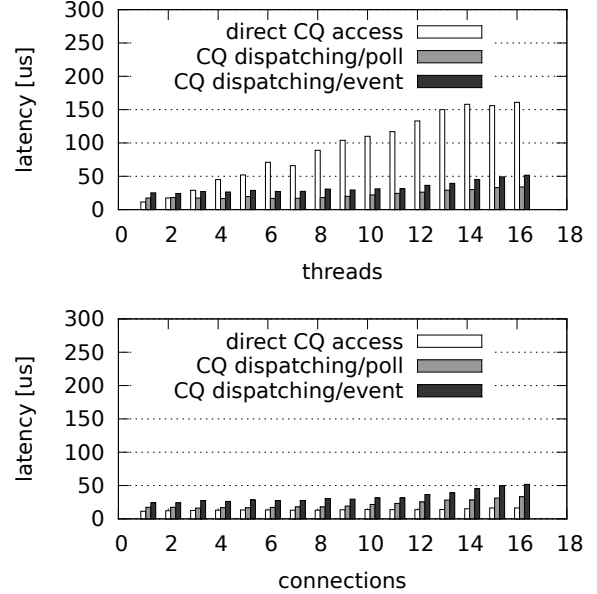 300
250
200
150
100
50
0
latency [us]
direct CQ access
CQ dispatching/poll
CQ dispatching/event
0 2 4 6 8 10 12 14 16 18
threads
300
250
200
150
100
50
0
latency [us]
direct CQ access
CQ dispatching/poll
CQ dispatching/event
0 2 4 6 8 10 12 14 16 18
connections